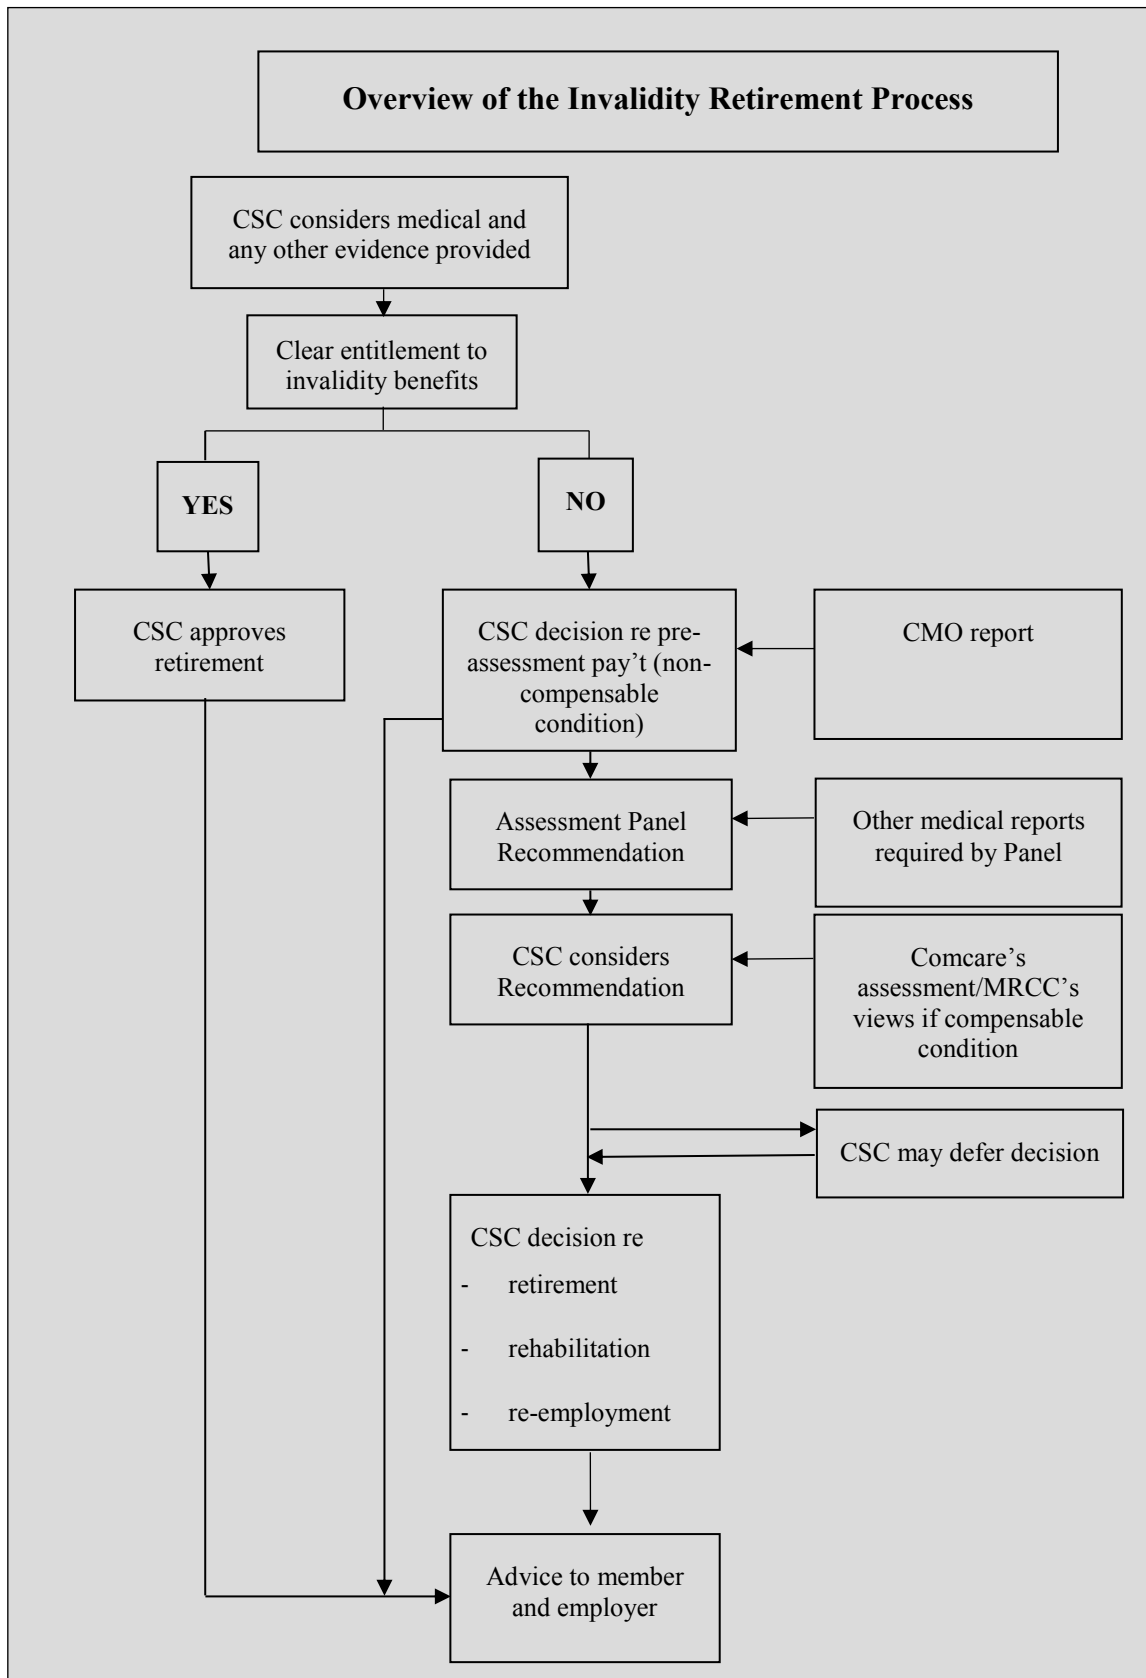 Overview of the Invalidity Retirement Process
CSC considers medical and
any other evidence provided
Clear entitlement to
invalidity benefits
YES
NO
CSC approves
retirement
CSC decision re pre-
assessment pay’t (non-
compensable
condition)
CMO report
Assessment Panel
Recommendation
Other medical reports
required by Panel
CSC considers
Recommendation
Comcare’s
assessment/MRCC’s
views if compensable
condition
CSC may defer decision
CSC decision re
- retirement
- rehabilitation
- re-employment
Advice to member
and employer